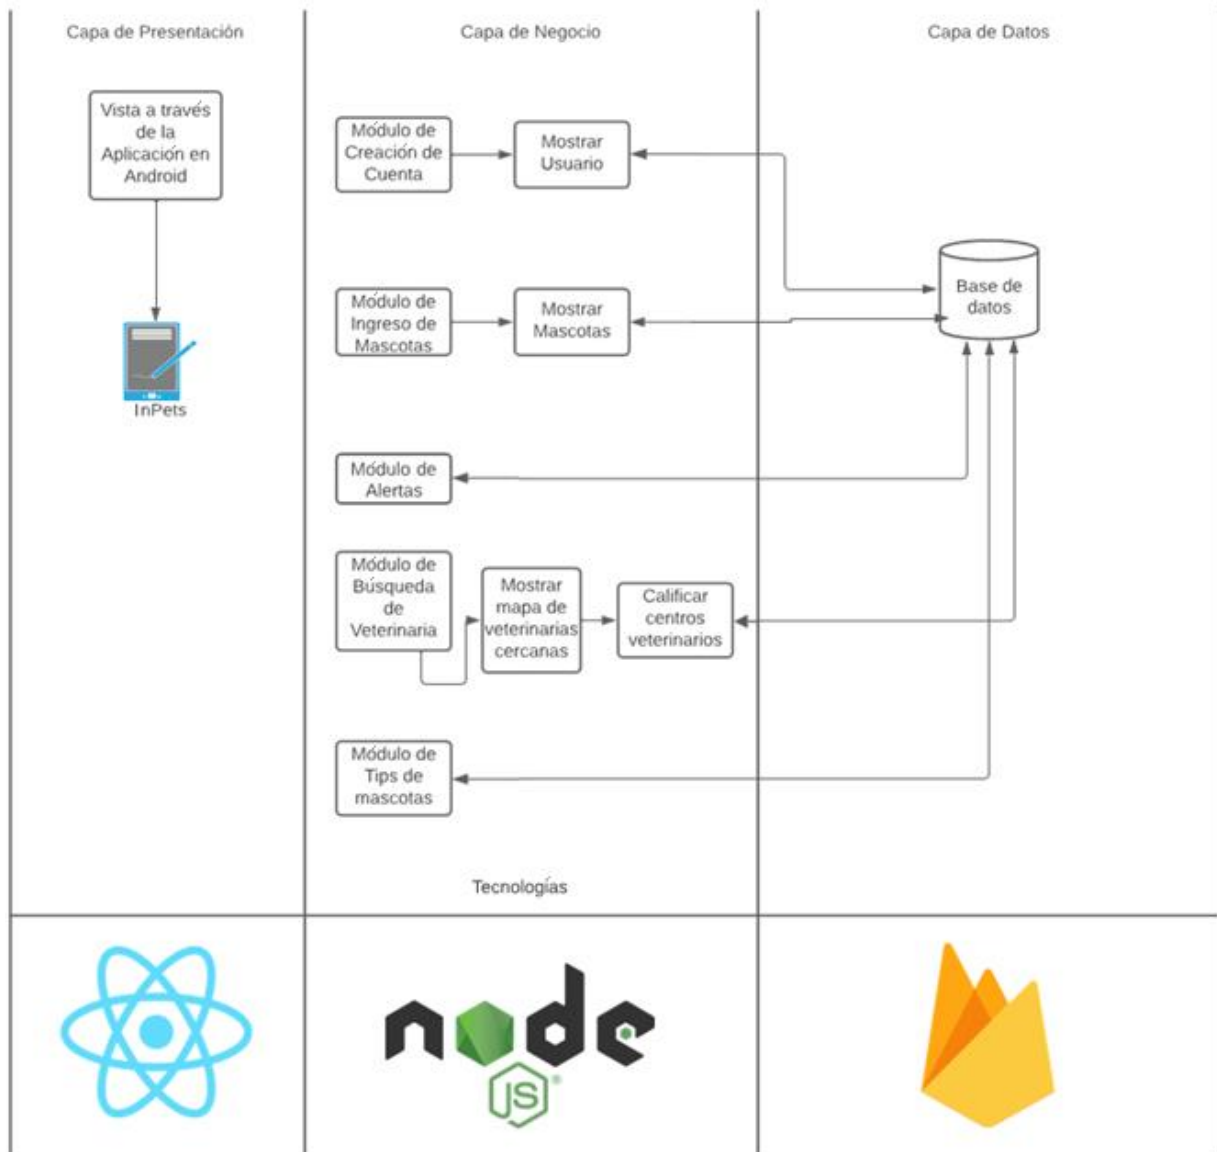 Capa de Presentación
Capa de Negocio
Capa de Datos
Vista a través
de la
Aplicación en
Android
InPets
Módulo de
Creación de
Cuenta
Mostrar
Usuario
Módulo de
Ingreso de
Mascotas
Mostrar
Mascotas
Base de
datos
Módulo de
Alertas
Módulo de
Búsqueda
de
Veterinaria
Mostrar
mapa de
veterinarias
cercanas
Calificar
centros
veterinarios
Módulo de
Tips de
mascotas
Tecnologías
node
JS®